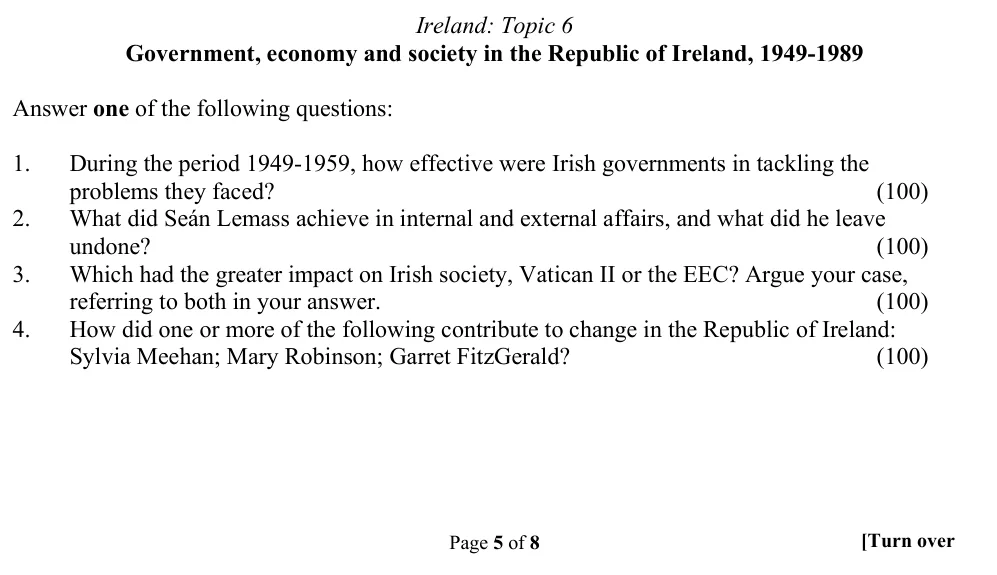 Ireland: Topic 6
Government, economy and society in the Republic of Ireland, 1949-1989
Answer one of the following questions:
1. During the period 1949-1959, how effective were Irish governments in tackling the
problems they faced? (100)
2. What did Seán Lemass achieve in internal and external affairs, and what did he leave
undone? (100)
3. Which had the greater impact on Irish society, Vatican II or the EEC? Argue your case,
referring to both in your answer. (100)
4. How did one or more of the following contribute to change in the Republic of Ireland:
Sylvia Meehan; Mary Robinson; Garret FitzGerald? (100)
Page 5 of 8 [Turn over